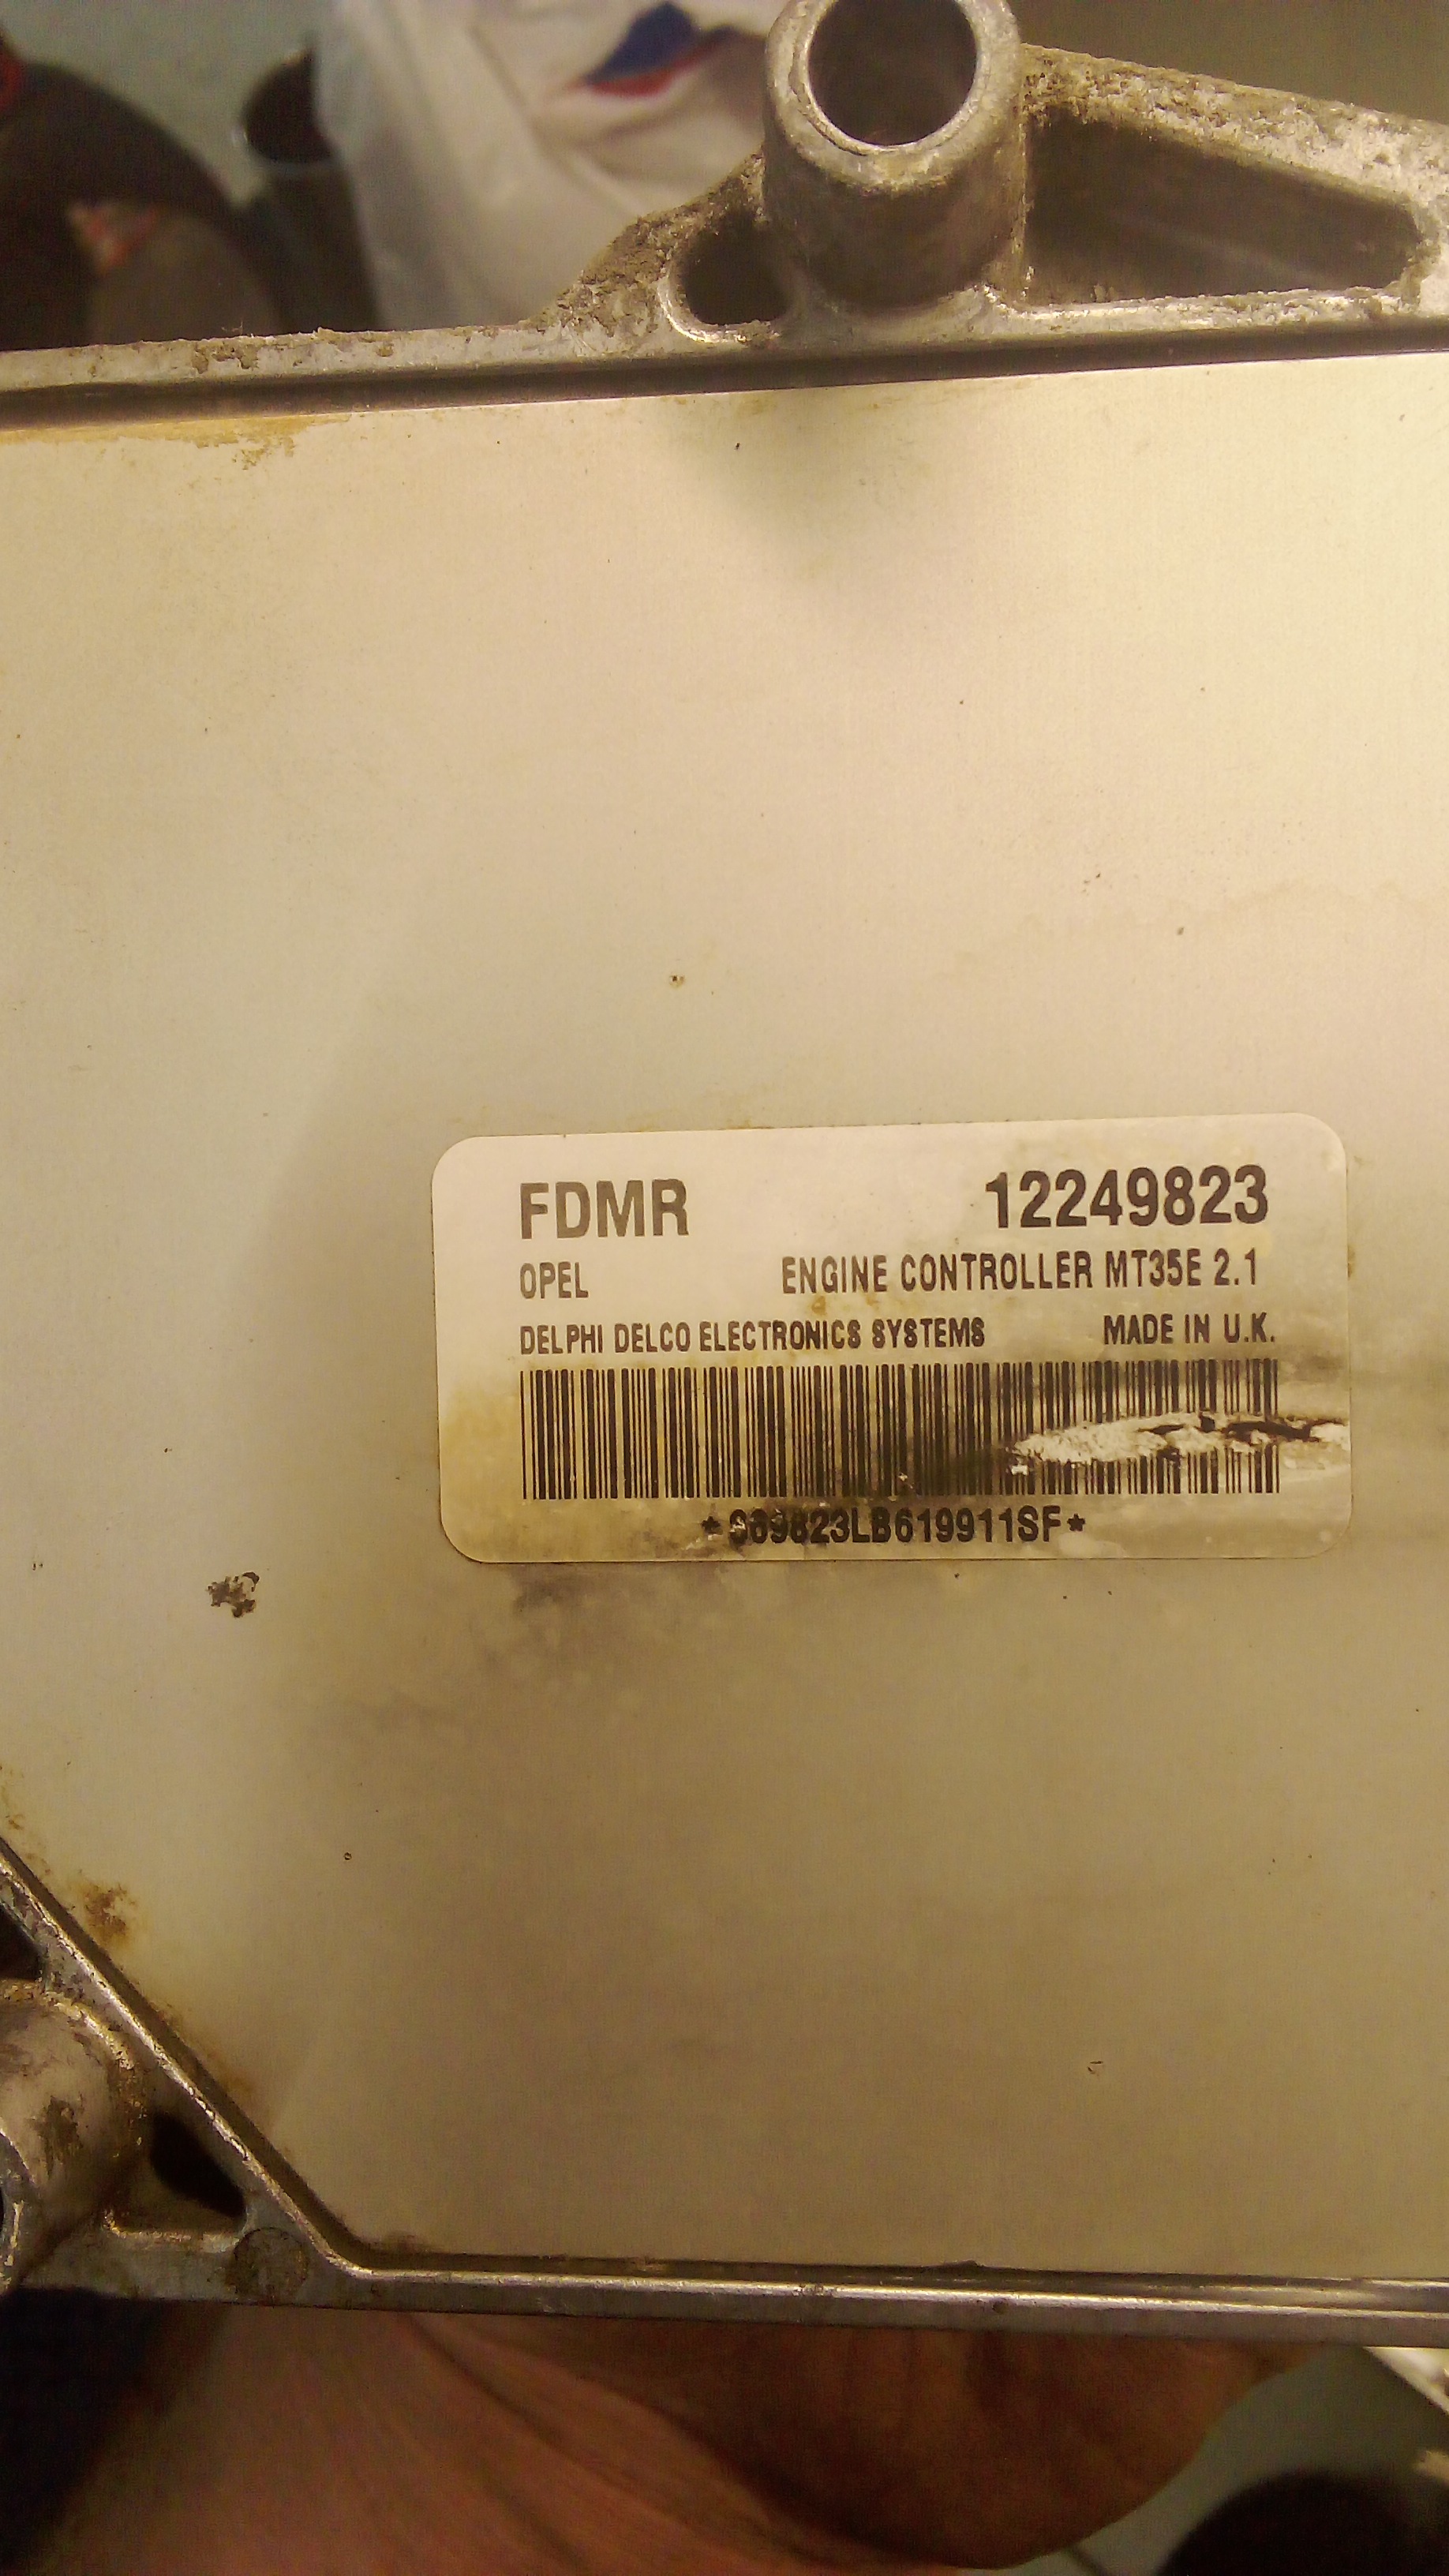 FDMR 12249823
OPEL ENGINE CONTROLLER MT35E 2.1
DELPHI DELCO ELECTRONICS SYSTEMS MADE IN U.K.